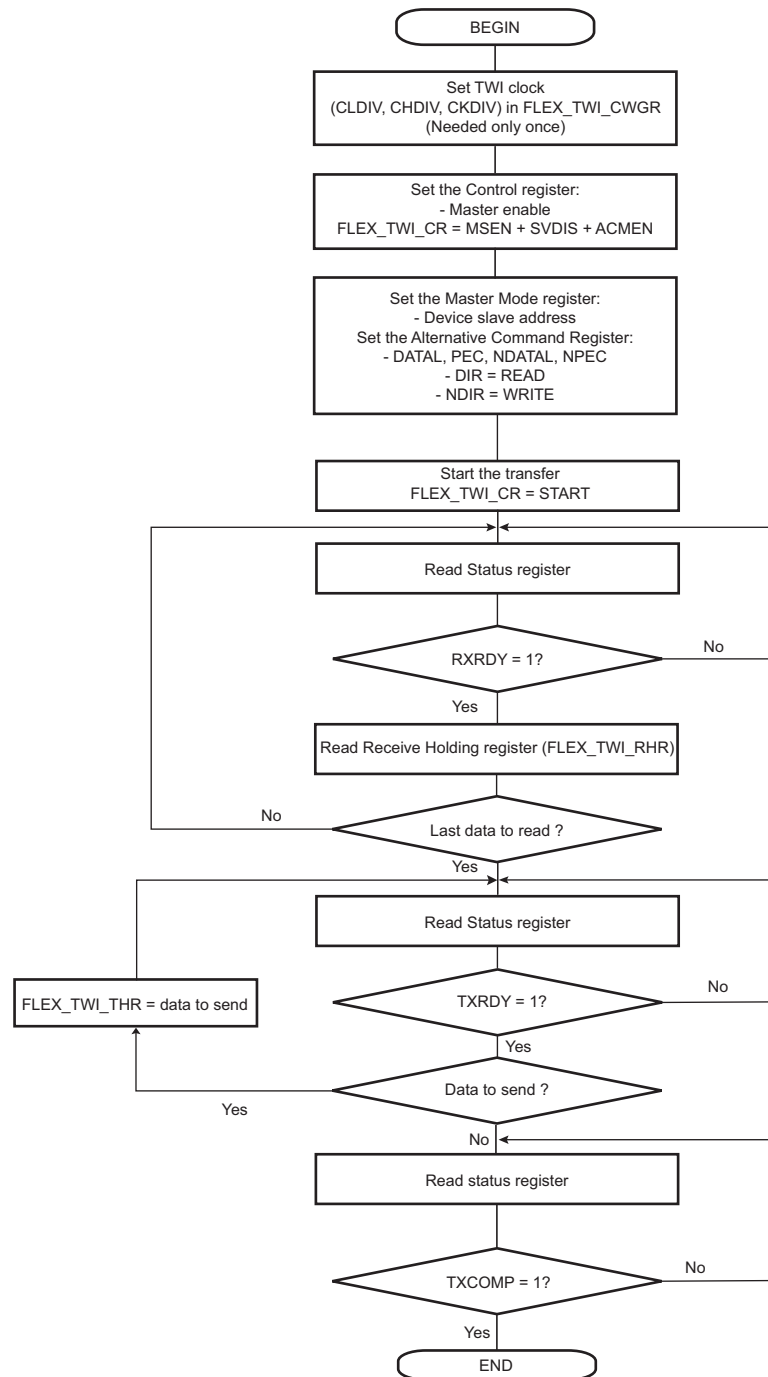 BEGIN
Set TWI clock
(CLDIV, CHDIV, CKDIV) in FLEX_TWI_CWGR
(Needed only once)
Set the Control register:
- Master enable
FLEX_TWI_CR = MSEN + SVDIS + ACMEN
Set the Master Mode register:
- Device slave address
Set the Alternative Command Register:
- DATAL, PEC, NDATAL, NPEC
- DIR = READ
- NDIR = WRITE
Start the transfer
FLEX_TWI_CR = START
Read Status register
RXRDY = 1?
No
Yes
Read Receive Holding register (FLEX_TWI_RHR)
No
Last data to read ?
Yes
Read Status register
FLEX_TWI_THR = data to send
TXRDY = 1?
No
Yes
Data to send ?
Yes
No
Read status register
TXCOMP = 1?
No
Yes
END